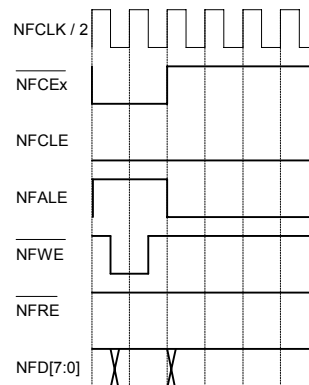 NFCLK / 2
NFCEx
NFCLE
NFALE
NFWE
NFRE
NFD[7:0]